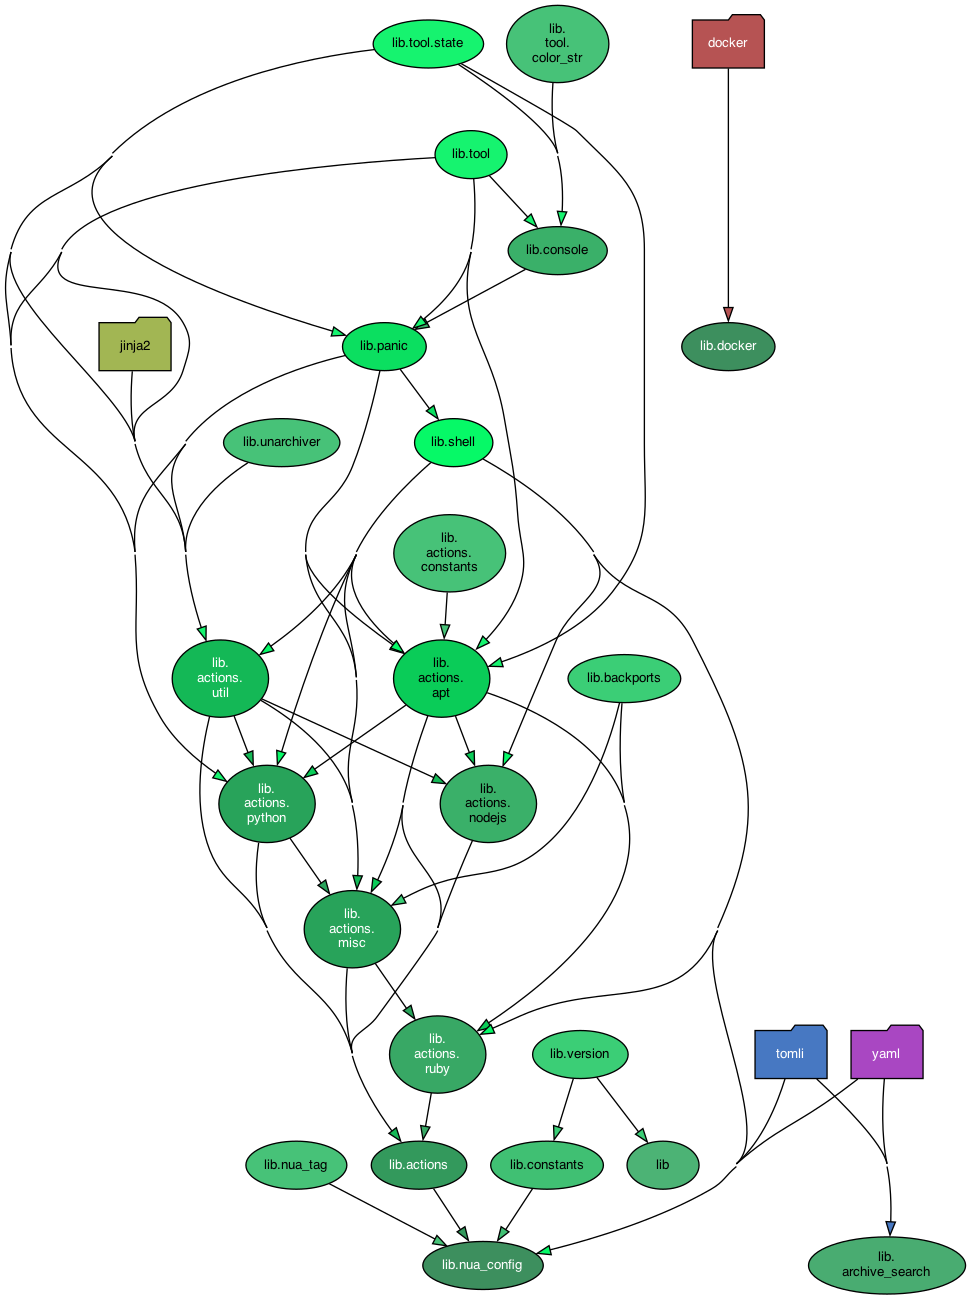 lib.tool.state
lib.
tool.
color_str
docker
lib.tool
lib.console
jinja2
lib.panic
lib.docker
lib.unarchiver
lib.shell
lib.
actions.
constants
lib.
actions.
util
lib.
actions.
apt
lib.backports
lib.
actions.
python
lib.
actions.
nodejs
lib.
actions.
misc
lib.
actions.
ruby
lib.version
tomli
yaml
lib.nua_tag
lib.actions
lib.constants
lib
lib.nua_config
lib.
archive_search